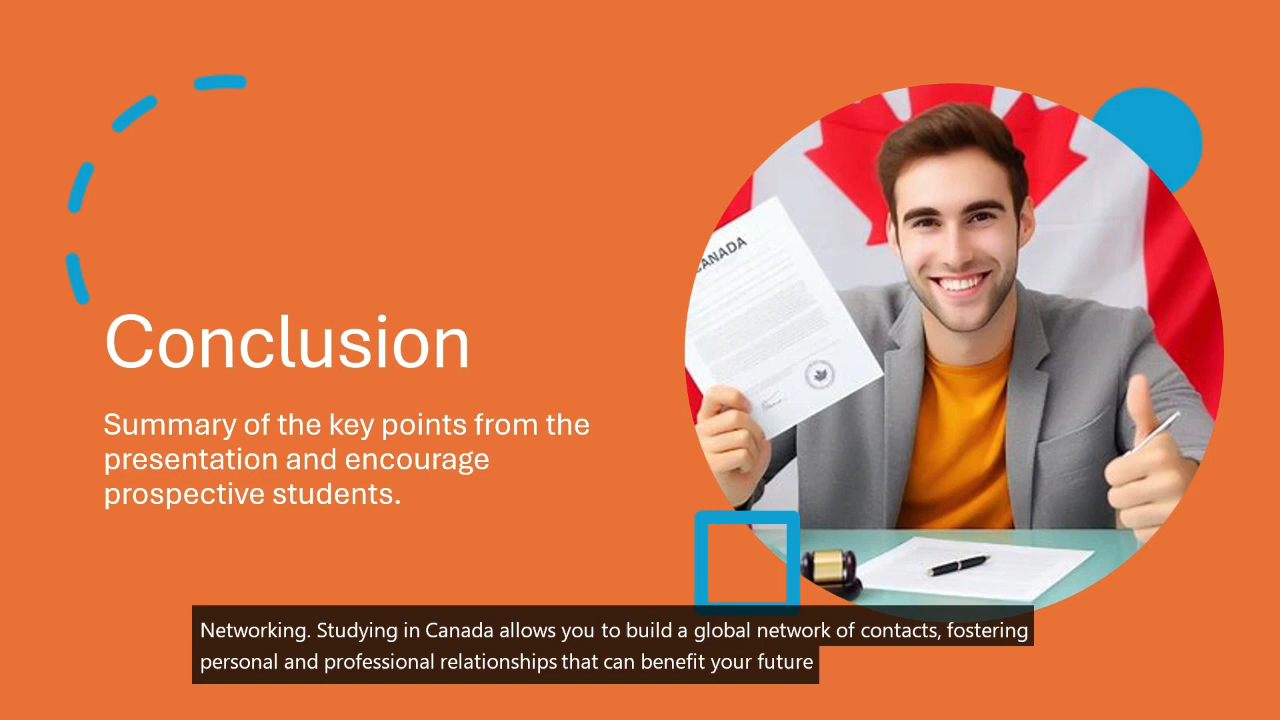 CANADA
Conclusion
Summary of the key points from the
presentation and encourage
prospective students.
Networking. Studying in Canada allows you to build a global network of contacts, fostering
personal and professional relationships that can benefit your future